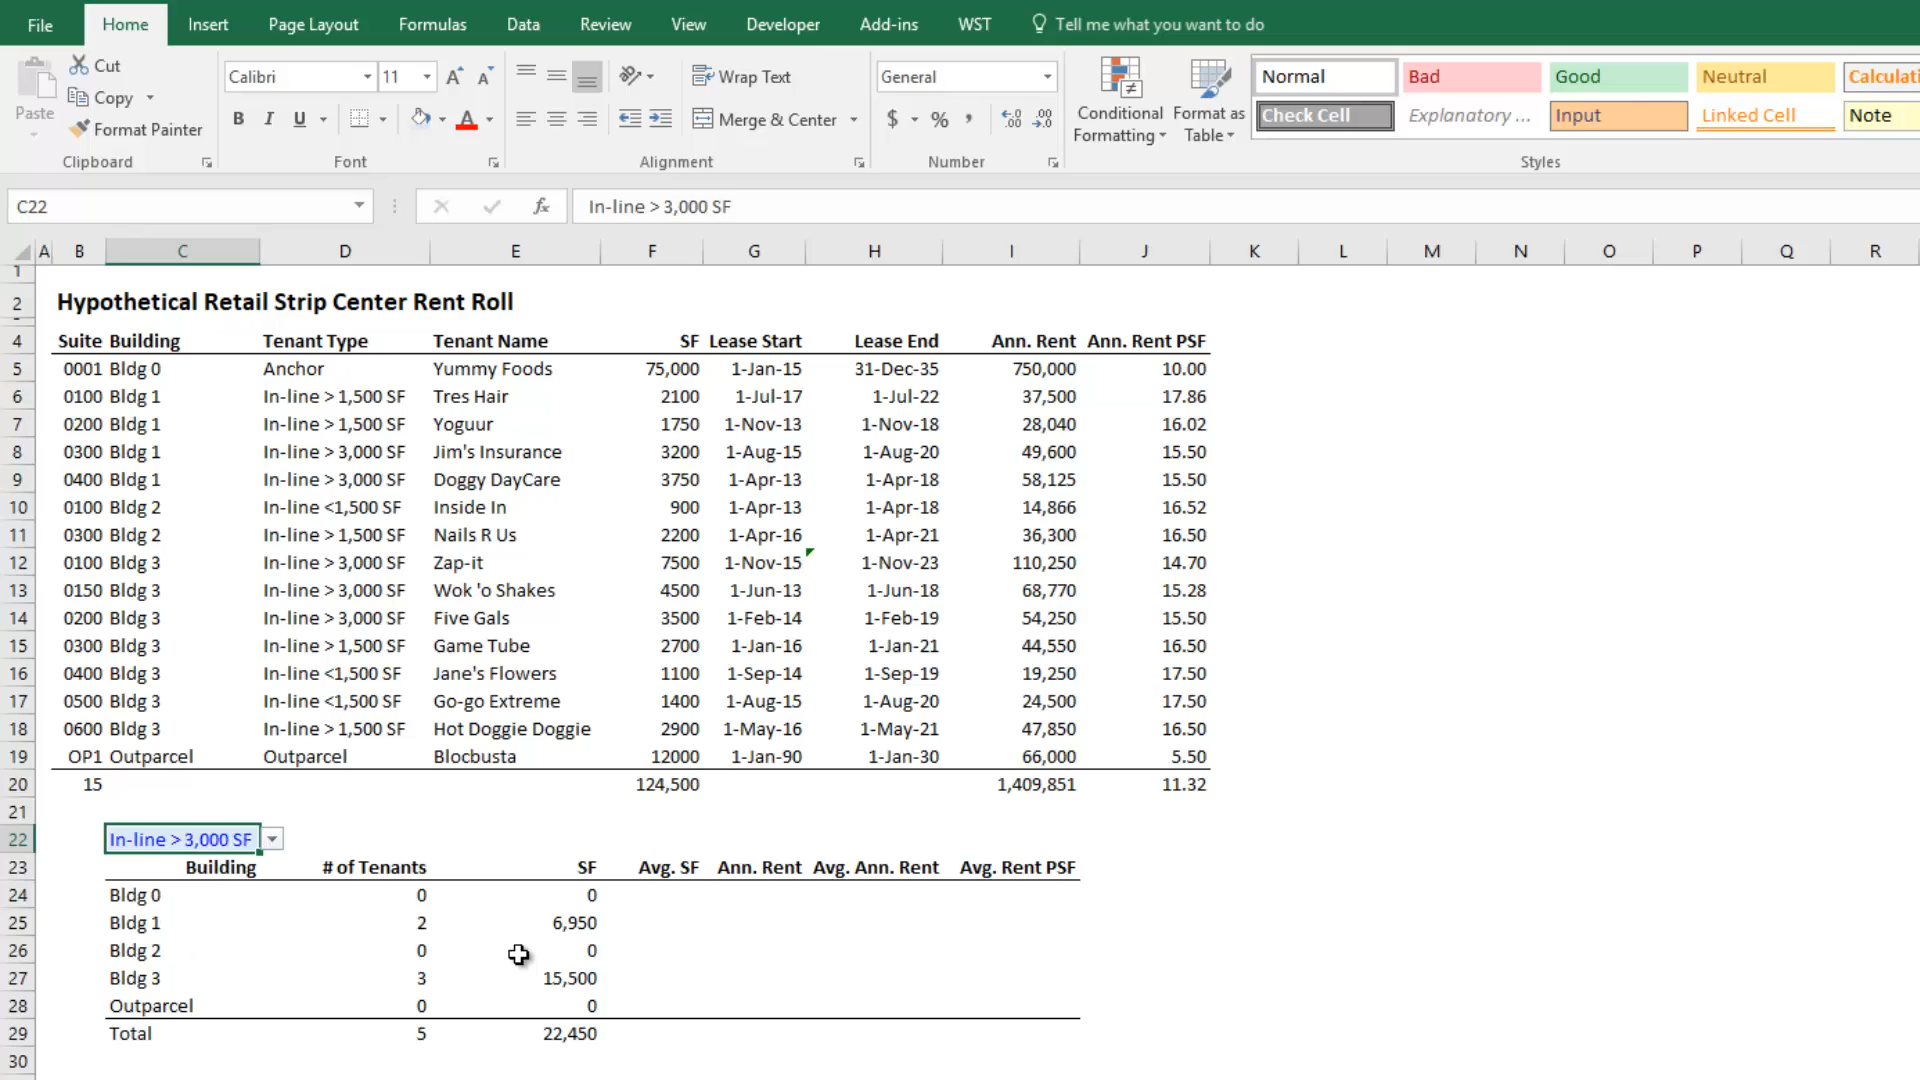 File Home Insert Page Layout Formulas Data Review View Developer Add-ins WST Tell me what you want to do
Paste
Cut
Copy
Format Painter
Clipboard
Calibri 11 A A
B I U A
Font
Wrap Text
Merge & Center
Alignment
General
$ % , .00 .00
Number
Conditional Formatting
Format as Table
Normal Bad Good Neutral Calculati
Check Cell Explanatory ... Input Linked Cell Note
Styles
C22 fx In-line > 3,000 SF
A B C D E F G H I J K L M N O P Q R
1
2 Hypothetical Retail Strip Center Rent Roll
4 Suite Building Tenant Type Tenant Name SF Lease Start Lease End Ann. Rent Ann. Rent PSF
5 0001 Bldg 0 Anchor Yummy Foods 75,000 1-Jan-15 31-Dec-35 750,000 10.00
6 0100 Bldg 1 In-line > 1,500 SF Tres Hair 2100 1-Jul-17 1-Jul-22 37,500 17.86
7 0200 Bldg 1 In-line > 1,500 SF Yoguur 1750 1-Nov-13 1-Nov-18 28,040 16.02
8 0300 Bldg 1 In-line > 3,000 SF Jim's Insurance 3200 1-Aug-15 1-Aug-20 49,600 15.50
9 0400 Bldg 1 In-line > 3,000 SF Doggy DayCare 3750 1-Apr-13 1-Apr-18 58,125 15.50
10 0100 Bldg 2 In-line <1,500 SF Inside In 900 1-Apr-13 1-Apr-18 14,866 16.52
11 0300 Bldg 2 In-line > 1,500 SF Nails R Us 2200 1-Apr-16 1-Apr-21 36,300 16.50
12 0100 Bldg 3 In-line > 3,000 SF Zap-it 7500 1-Nov-15 1-Nov-23 110,250 14.70
13 0150 Bldg 3 In-line > 3,000 SF Wok 'o Shakes 4500 1-Jun-13 1-Jun-18 68,770 15.28
14 0200 Bldg 3 In-line > 3,000 SF Five Gals 3500 1-Feb-14 1-Feb-19 54,250 15.50
15 0300 Bldg 3 In-line > 1,500 SF Game Tube 2700 1-Jan-16 1-Jan-21 44,550 16.50
16 0400 Bldg 3 In-line <1,500 SF Jane's Flowers 1100 1-Sep-14 1-Sep-19 19,250 17.50
17 0500 Bldg 3 In-line <1,500 SF Go-go Extreme 1400 1-Aug-15 1-Aug-20 24,500 17.50
18 0600 Bldg 3 In-line > 1,500 SF Hot Doggie Doggie 2900 1-May-16 1-May-21 47,850 16.50
19 OP1 Outparcel Outparcel Blocbusta 12000 1-Jan-90 1-Jan-30 66,000 5.50
20 15 124,500 1,409,851 11.32
21
22 In-line > 3,000 SF
23 Building # of Tenants SF Avg. SF Ann. Rent Avg. Ann. Rent Avg. Rent PSF
24 Bldg 0 0 0
25 Bldg 1 2 6,950
26 Bldg 2 0 0
27 Bldg 3 3 15,500
28 Outparcel 0 0
29 Total 5 22,450
30